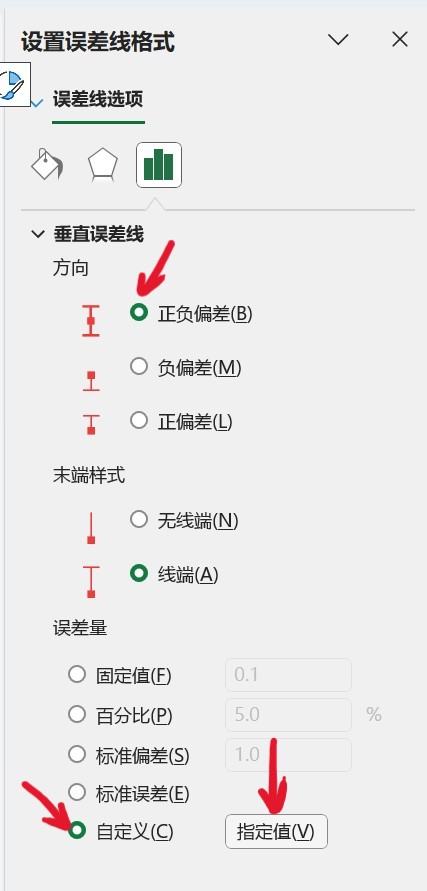 设置误差线格式
误差线选项
垂直误差线
方向
正负偏差(B)
负偏差(M)
正偏差(L)
末端样式
无线端(N)
线端(A)
误差量
固定值(F) 0.1
百分比(P) 5.0 %
标准偏差(S) 1.0
标准误差(E)
自定义(C) 指定值(V)